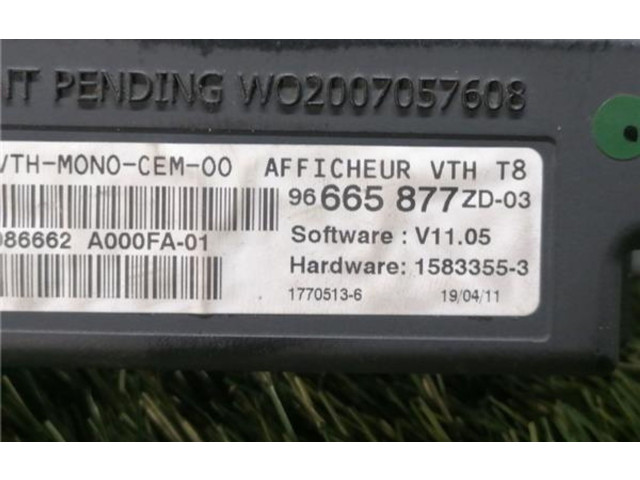 PENDING WO2007057608
VTH-MONO-CEM-00 AFFICHEUR VTH T8
96 665 877 ZD-03
086662 A000FA-01
Software : V11.05
Hardware: 1583355-3
1770513-6 19/04/11